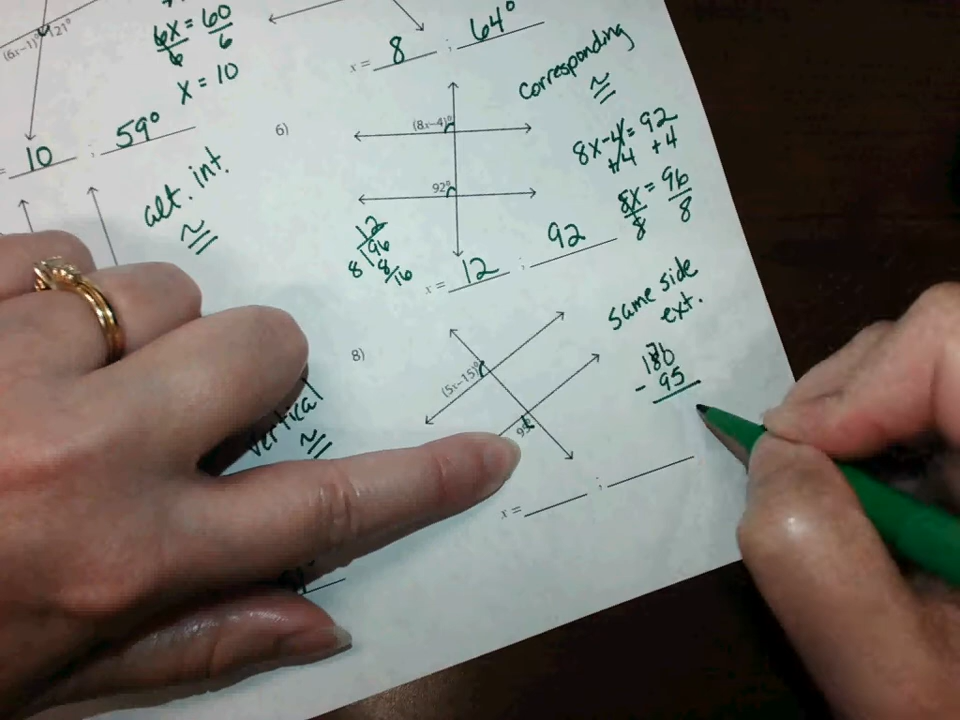 6x = 60
6 6
x = 10
(6x-1)° 121°
10 ; 59°
x = 8 ; 64°
alt. int.
≅
6)
(8x-4)°
92°
corresponding
≅
8x-4 = 92
+4 +4
8x = 96
8 8
12
8 96
8
16
x = 12 ; 92
8)
(5x-15)°
same side
ext.
180
- 95
vertical
≅
x = ;